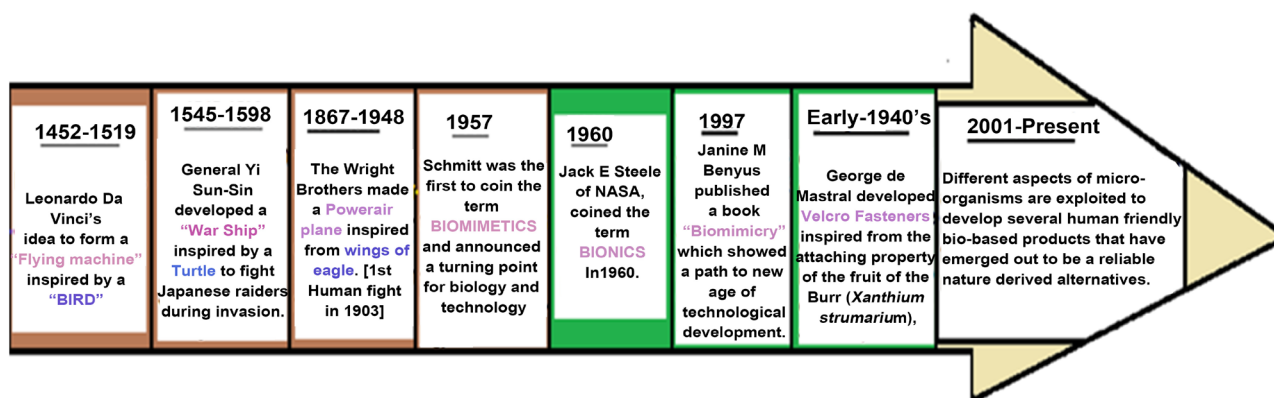 1452-1519
Leonardo Da
Vinci's
idea to form a
"Flying machine"
inspired by a
"BIRD"
1545-1598
General Yi
Sun-Sin
developed a
"War Ship"
inspired by a
Turtle to fight
Japanese raiders
during invasion.
1867-1948
The Wright
Brothers made
a Powerair
plane inspired
from wings of
eagle. [1st
Human fight
in 1903]
1957
Schmitt was the
first to coin the
term
BIOMIMETICS
and announced
a turning point
for biology and
technology
1960
Jack E Steele
of NASA,
coined the
term
BIONICS
In1960.
1997
Janine M
Benyus
published
a book
"Biomimicry"
which showed
a path to new
age of
technological
development.
Early-1940's
George de
Mastral developed
Velcro Fasteners
inspired from the
attaching property
of the fruit of the
Burr (Xanthium
strumarium),
2001-Present
Different aspects of micro-
organisms are exploited to
develop several human friendly
bio-based products that have
emerged out to be a reliable
nature derived alternatives.